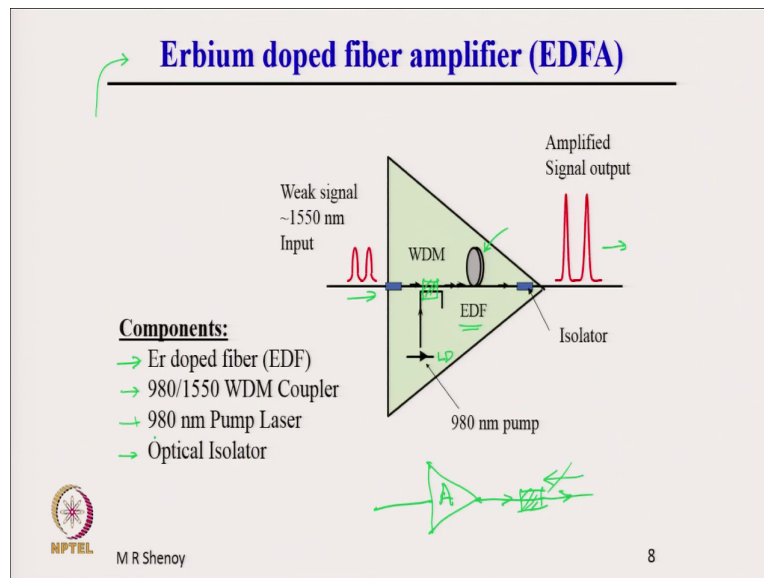 Erbium doped fiber amplifier (EDFA)
Amplified
Signal output
Weak signal
~1550 nm
Input
WDM
EDF
Isolator
LD
980 nm pump
Components:
Er doped fiber (EDF)
980/1550 WDM Coupler
980 nm Pump Laser
Optical Isolator
A
NPTEL
M R Shenoy
8